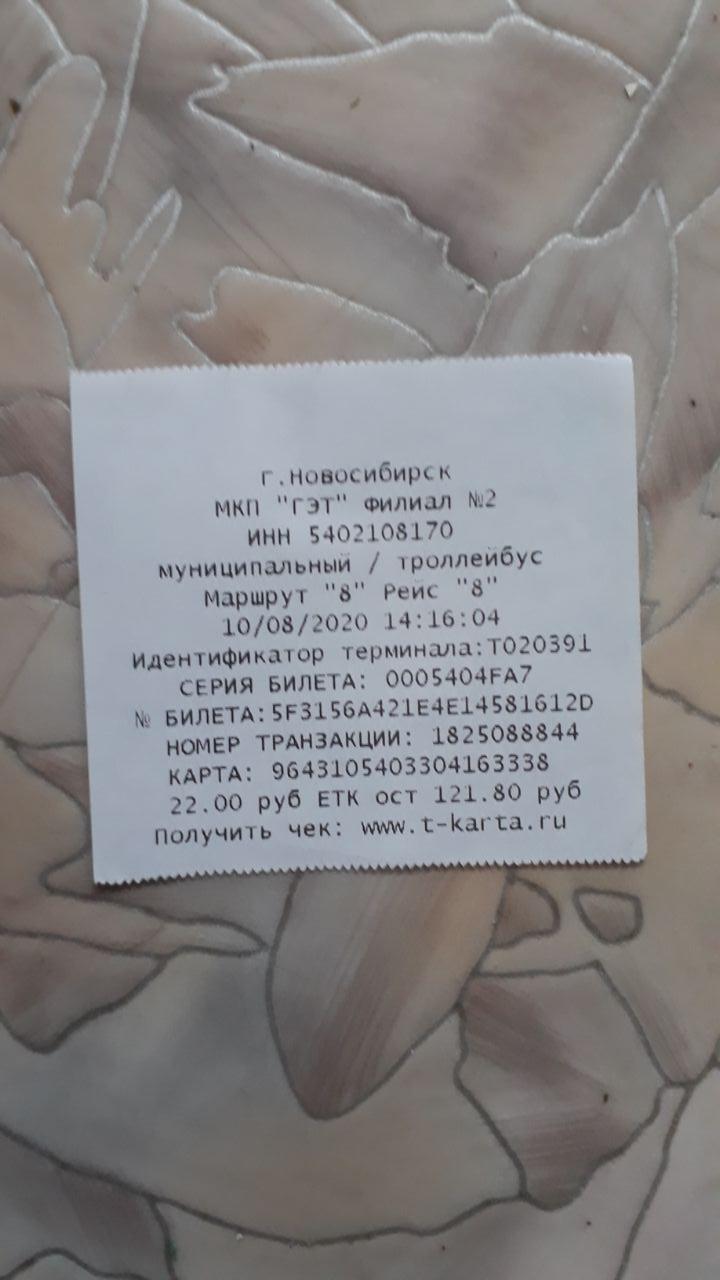 г.Новосибирск
МКП "ГЭТ" Филиал №2
ИНН 5402108170
муниципальный / троллейбус
Маршрут "8" Рейс "8"
10/08/2020 14:16:04
Идентификатор терминала:T020391
СЕРИЯ БИЛЕТА: 0005404FA7
№ БИЛЕТА:5F3156A421E4E14581612D
НОМЕР ТРАНЗАКЦИИ: 1825088844
КАРТА: 9643105403304163338
22.00 руб ЕТК ост 121.80 руб
Получить чек: www.t-karta.ru